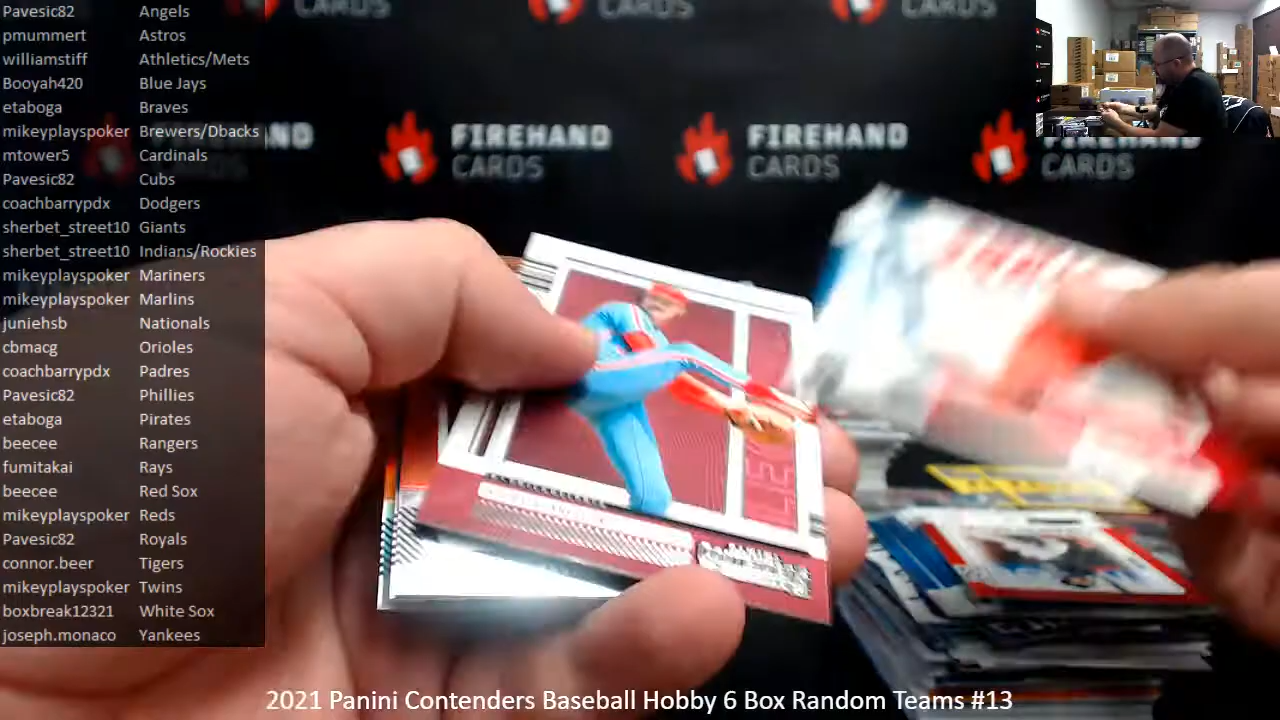 Pavesic82 Angels
pmummert Astros
williamstiff Athletics/Mets
Booyah420 Blue Jays
etaboga Braves
mikeyplayspoker Brewers/Dbacks
mtower5 Cardinals
Pavesic82 Cubs
coachbarrypdx Dodgers
sherbet_street10 Giants
sherbet_street10 Indians/Rockies
mikeyplayspoker Mariners
mikeyplayspoker Marlins
juniehsb Nationals
cbmacg Orioles
coachbarrypdx Padres
Pavesic82 Phillies
etaboga Pirates
beecee Rangers
fumitakai Rays
beecee Red Sox
mikeyplayspoker Reds
Pavesic82 Royals
connor.beer Tigers
mikeyplayspoker Twins
boxbreak12321 White Sox
joseph.monaco Yankees
CARDS CARDS CARDS
FIREHAND CARDS
FIREHAND CARDS
FIREHAND CARDS
2021 Panini Contenders Baseball Hobby 6 Box Random Teams #13